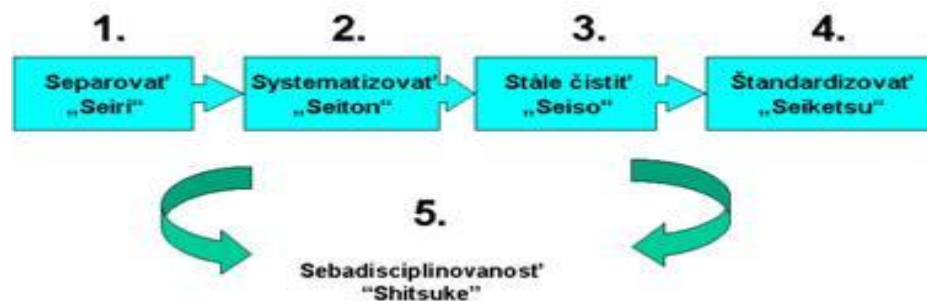 1.
2.
3.
4.
Separovať
„Seiri“
Systematizovať
„Seiton“
Stále čistiť
„Seiso“
Štandardizovať
„Seiketsu“
5.
Sebadisciplinovanosť
“Shitsuke”